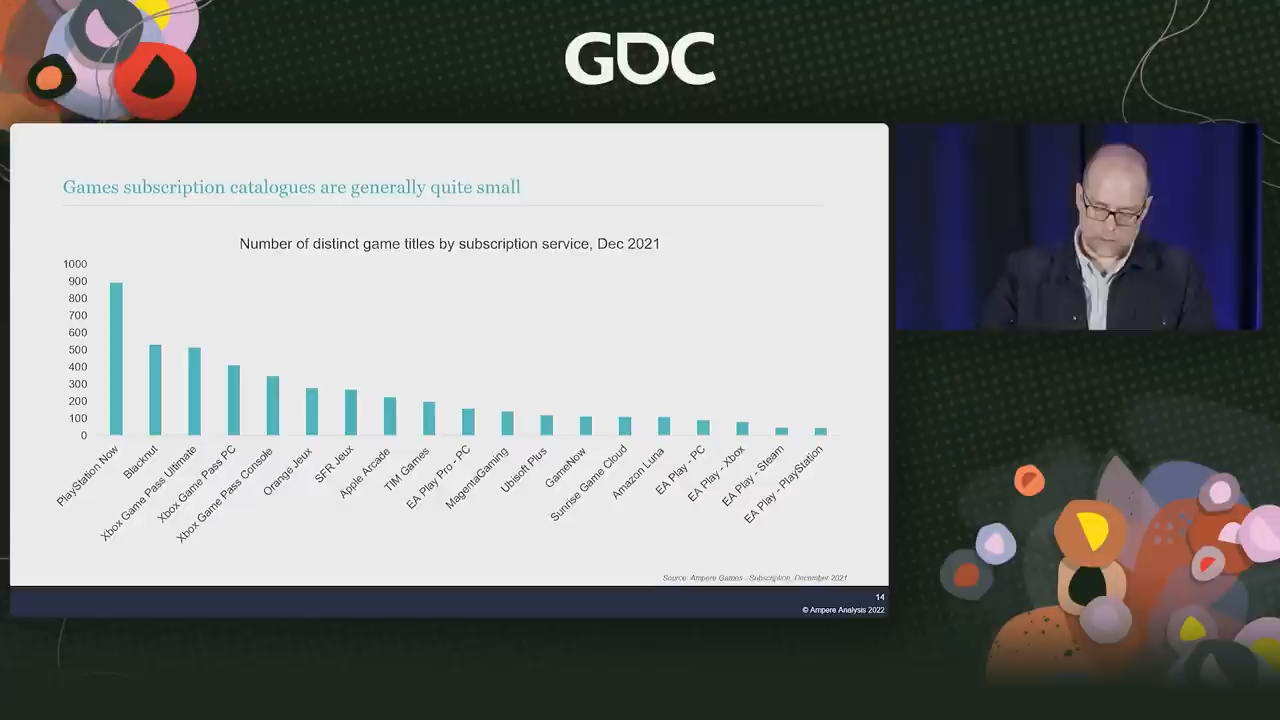 GDC
Games subscription catalogues are generally quite small
Number of distinct game titles by subscription service, Dec 2021
1000
900
800
700
600
500
400
300
200
100
0
PlayStation Now
Blacknut
Xbox Game Pass Ultimate
Xbox Game Pass PC
Xbox Game Pass Console
Orange Jeux
SFR Jeux
Apple Arcade
TIM Games
EA Play Pro - PC
MagentaGaming
Ubisoft Plus
GameNow
Sunrise Game Cloud
Amazon Luna
EA Play - PC
EA Play - Xbox
EA Play - Steam
EA Play - PlayStation
Source: Ampere Games - Subscription, December 2021
14
© Ampere Analysis 2022